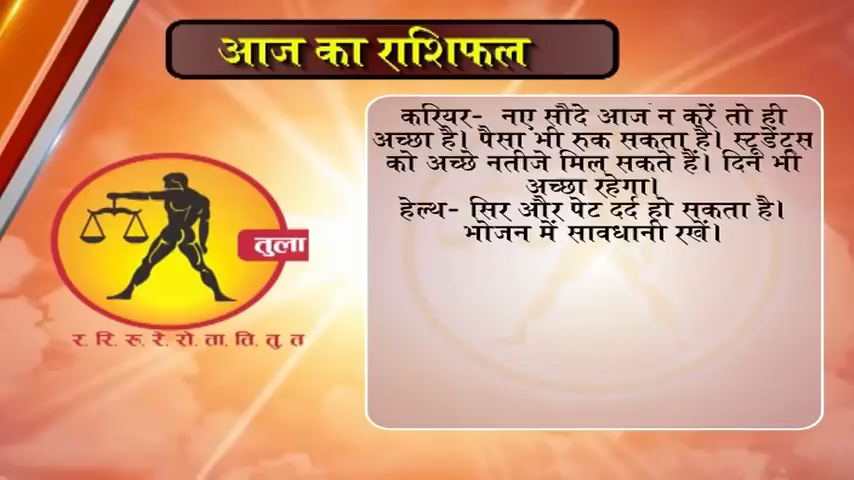 आज का राशिफल
करियर- नए सौदे आज न करें तो ही
अच्छा है। पैसा भी रुक सकता है। स्टूडेंट्स
को अच्छे नतीजे मिल सकते हैं। दिन भी
अच्छा रहेगा।
हेल्थ- सिर और पेट दर्द हो सकता है।
भोजन में सावधानी रखें।
तुला
र. रि. रू. रे. रो. ता. ति. तु. त